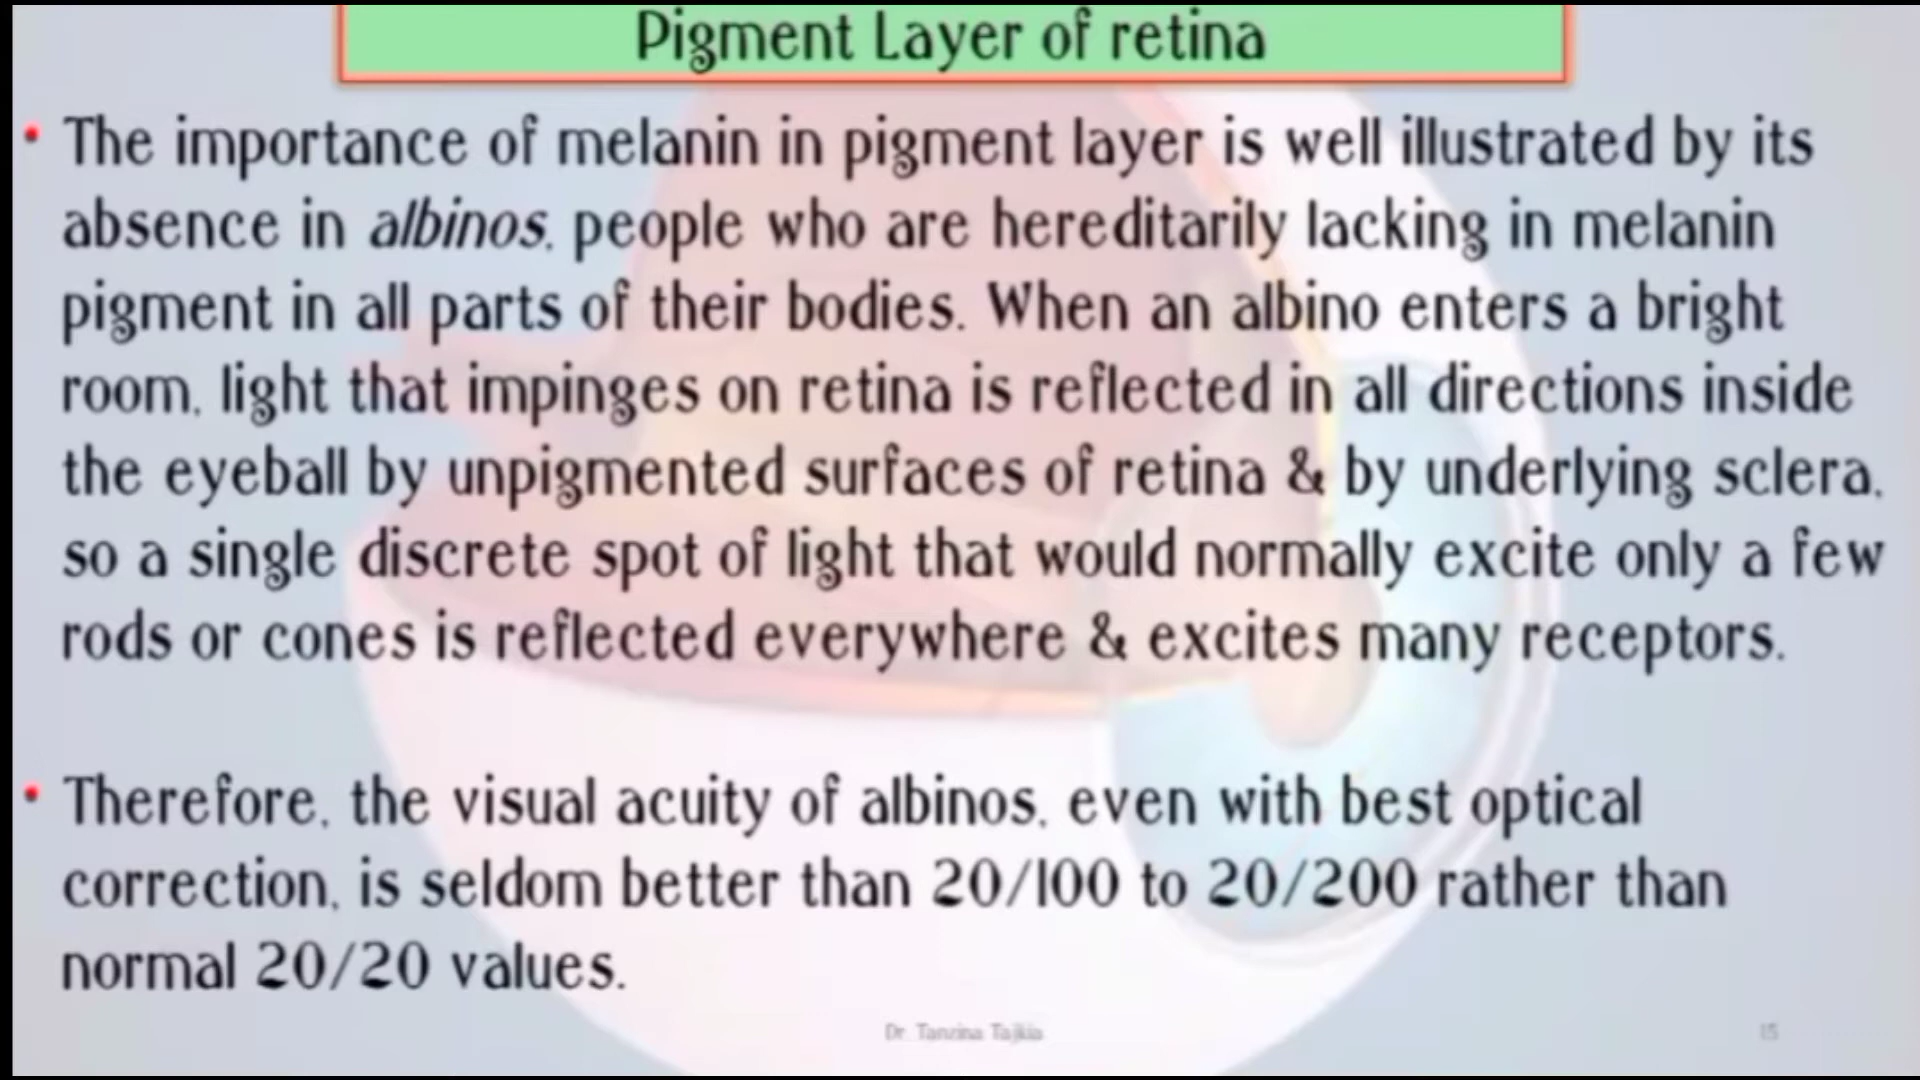 Pigment Layer of retina
• The importance of melanin in pigment layer is well illustrated by its
absence in albinos, people who are hereditarily lacking in melanin
pigment in all parts of their bodies. When an albino enters a bright
room, light that impinges on retina is reflected in all directions inside
the eyeball by unpigmented surfaces of retina & by underlying sclera,
so a single discrete spot of light that would normally excite only a few
rods or cones is reflected everywhere & excites many receptors.
• Therefore, the visual acuity of albinos, even with best optical
correction, is seldom better than 20/100 to 20/200 rather than
normal 20/20 values.
Dr. Tanzina Tajkia
15